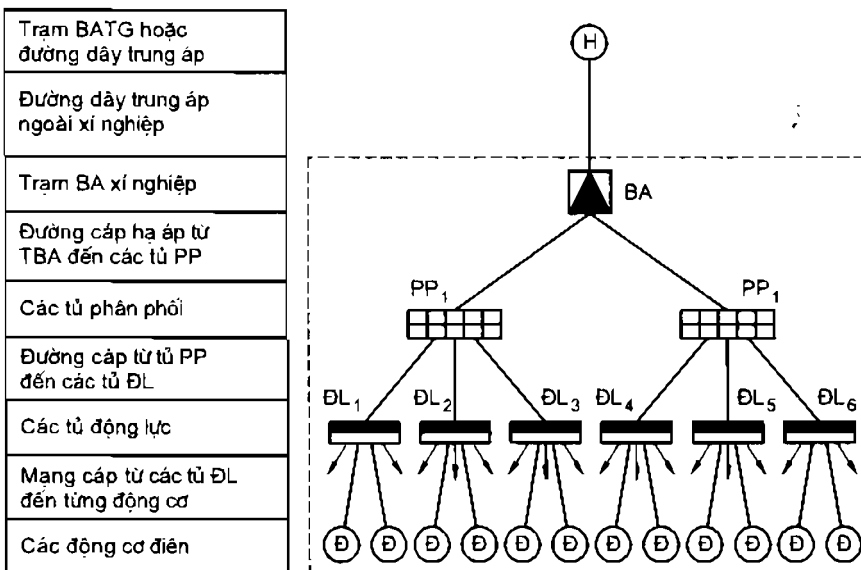 Trạm BATG hoặc
đường dây trung áp
Đường dây trung áp
ngoài xí nghiệp
Trạm BA xí nghiệp
Đường cáp hạ áp từ
TBA đến các tủ PP
Các tủ phân phối
Đường cáp từ tủ PP
đến các tủ ĐL
Các tủ động lực
Mạng cáp từ các tủ ĐL
đến từng động cơ
Các động cơ điện
H
BA
PP1 PP1
ĐL1 ĐL2 ĐL3 ĐL4 ĐL5 ĐL6
Đ Đ Đ Đ Đ Đ Đ Đ Đ Đ Đ Đ